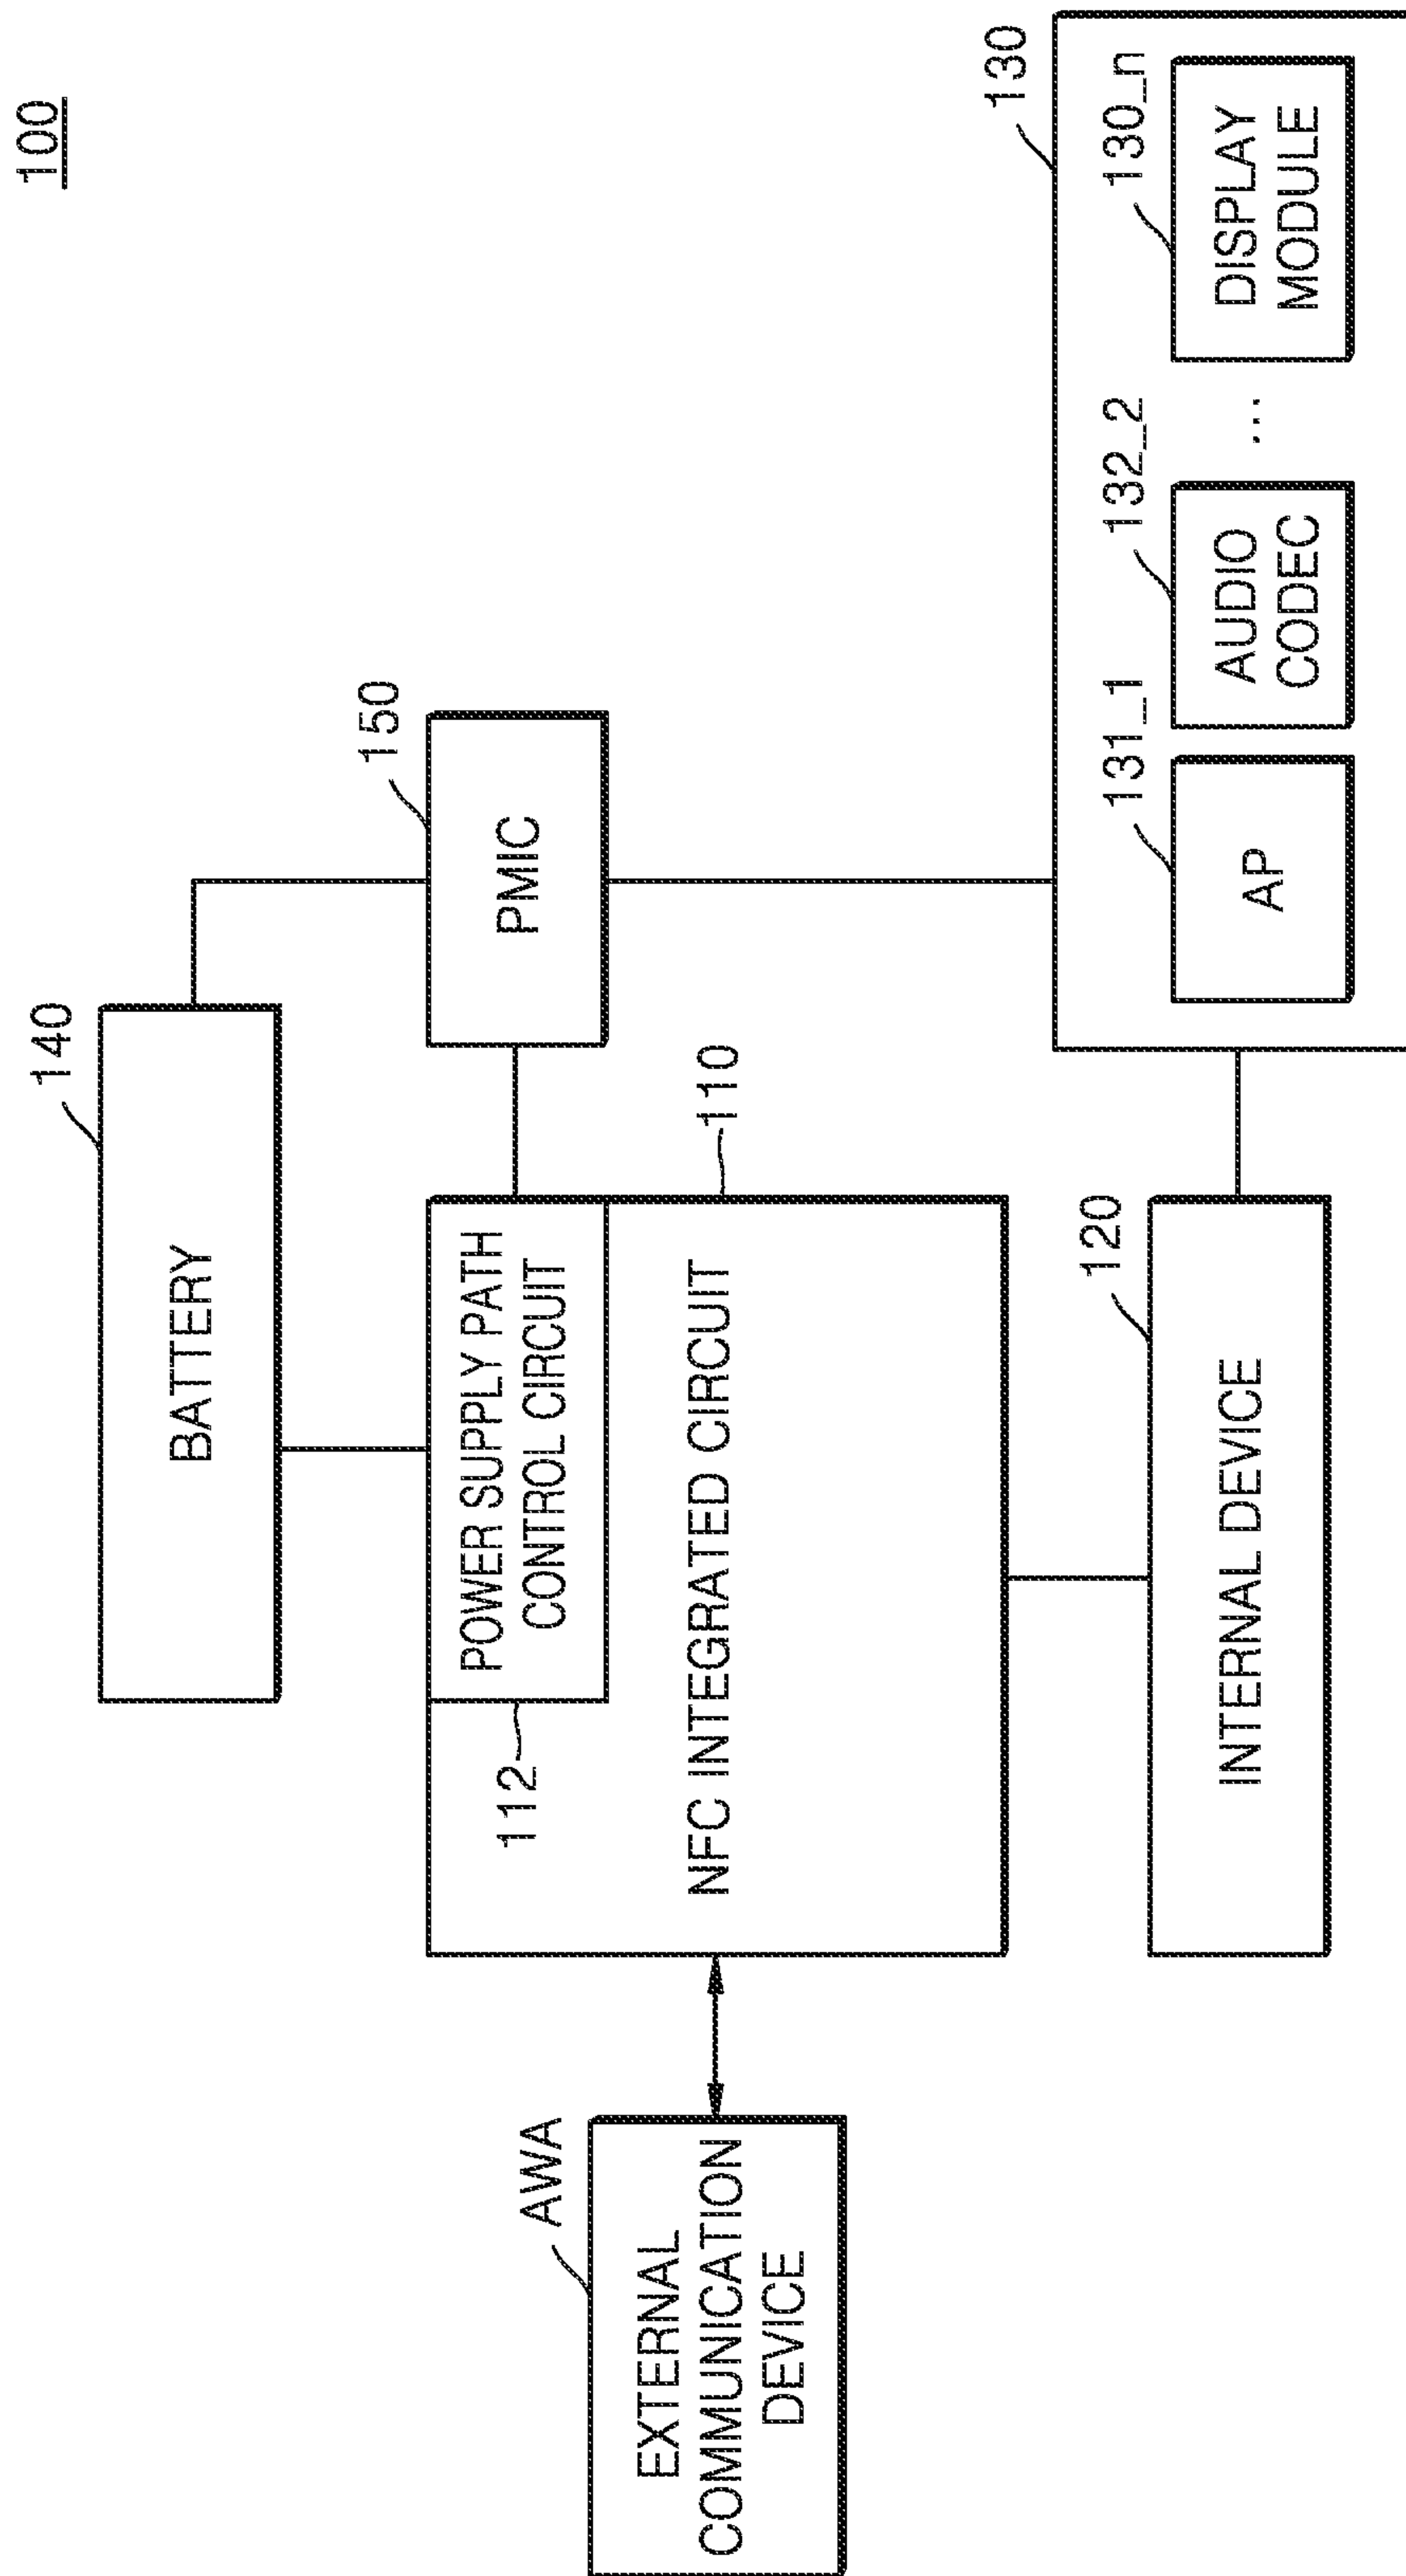 100
140
BATTERY
150
PMIC
POWER SUPPLY PATH
CONTROL CIRCUIT
112
110
NFC INTEGRATED CIRCUIT
AWA
EXTERNAL
COMMUNICATION
DEVICE
120
INTERNAL DEVICE
130
131_1
AP
132_2
AUDIO
CODEC
...
130_n
DISPLAY
MODULE